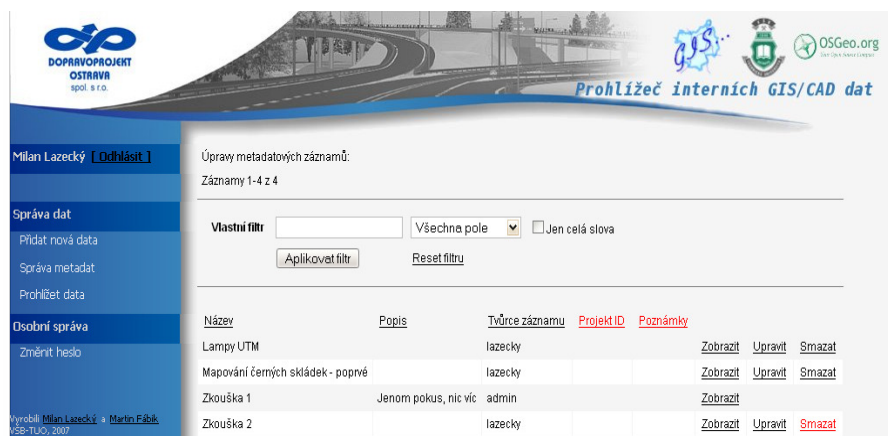 DOPRAVOPROJEKT
OSTRAVA
spol. s r.o.
GIS
OSGeo.org
Prohlížeč interních GIS/CAD dat
Milan Lazecký [ Odhlásit ]
Správa dat
Přidat nová data
Správa metadat
Prohlížet data
Osobní správa
Změnit heslo
Vyrobili Milan Lazecký a Martin Fábik
VŠB-TUO, 2007
Úpravy metadatových záznamů:
Záznamy 1-4 z 4
Vlastní filtr Všechna pole Jen celá slova
Aplikovat filtr Reset filtru
Název Popis Tvůrce záznamu Projekt ID Poznámky
Lampy UTM lazecky Zobrazit Upravit Smazat
Mapování černých skládek - poprvé lazecky Zobrazit Upravit Smazat
Zkouška 1 Jenom pokus, nic víc admin Zobrazit
Zkouška 2 lazecky Zobrazit Upravit Smazat